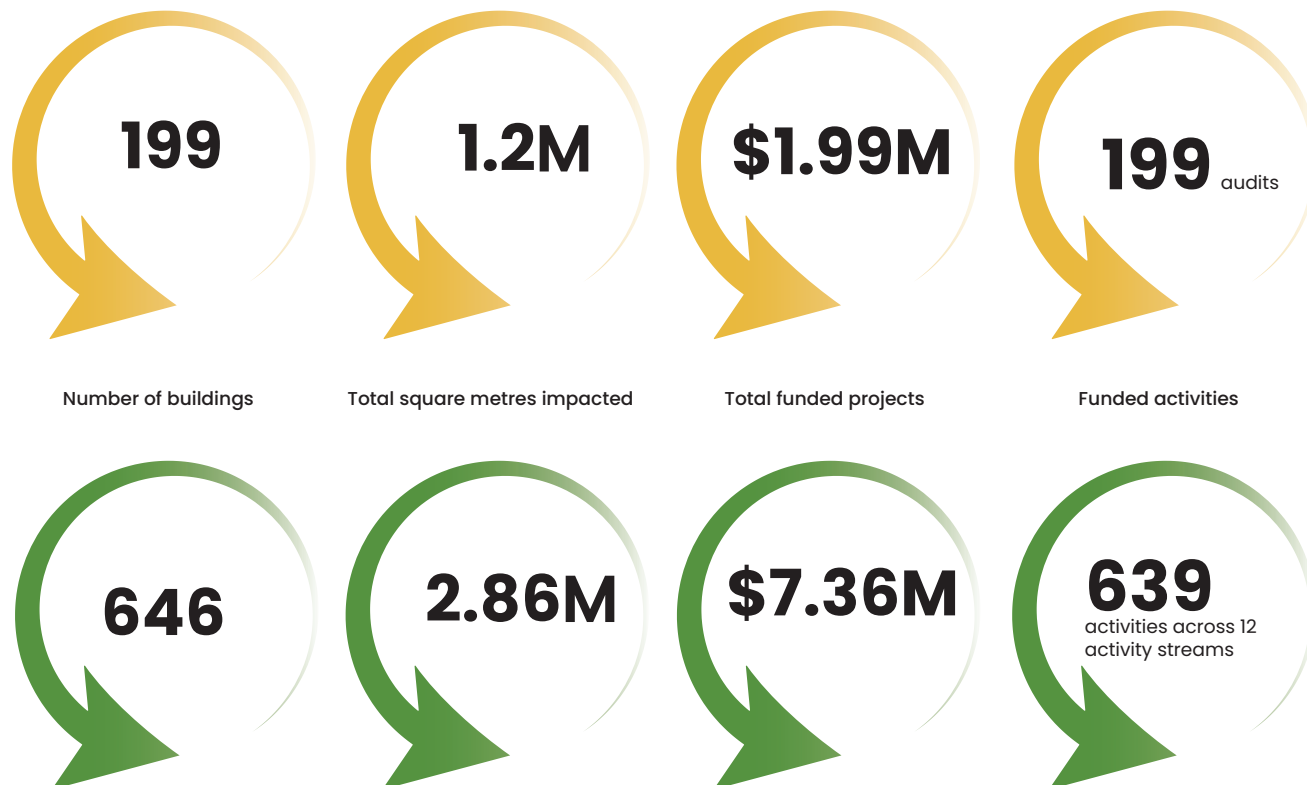 199
1.2M
$1.99M
199 audits
Number of buildings
Total square metres impacted
Total funded projects
Funded activities
646
2.86M
$7.36M
639
activities across 12
activity streams